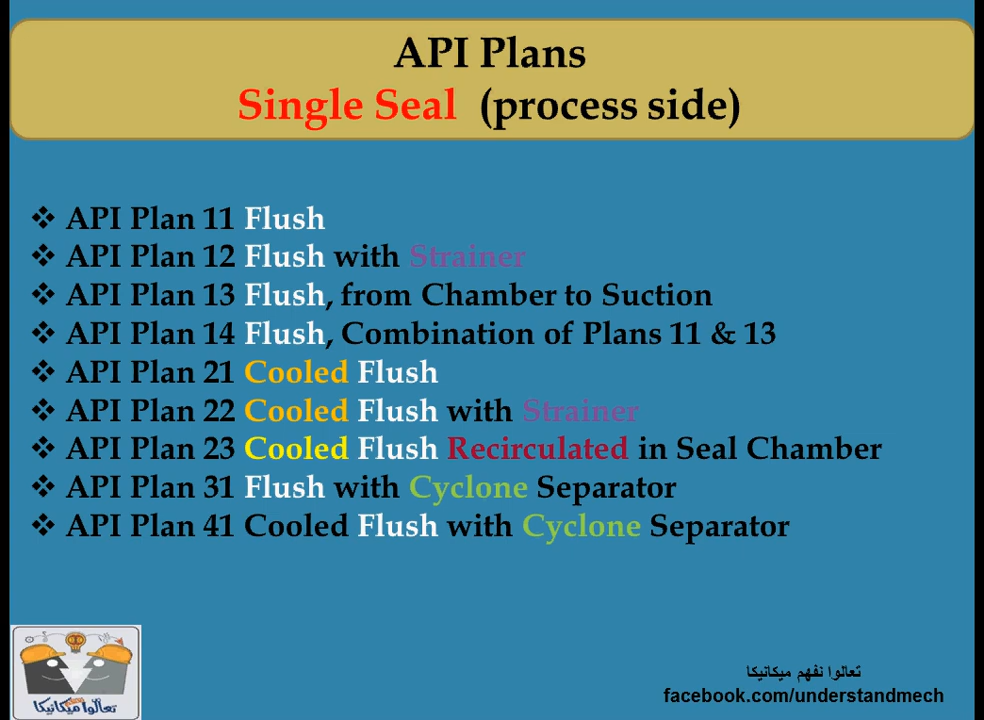 API Plans
Single Seal (process side)
❖ API Plan 11 Flush
❖ API Plan 12 Flush with Strainer
❖ API Plan 13 Flush, from Chamber to Suction
❖ API Plan 14 Flush, Combination of Plans 11 & 13
❖ API Plan 21 Cooled Flush
❖ API Plan 22 Cooled Flush with Strainer
❖ API Plan 23 Cooled Flush Recirculated in Seal Chamber
❖ API Plan 31 Flush with Cyclone Separator
❖ API Plan 41 Cooled Flush with Cyclone Separator
تعالوا نفهم ميكانيكا
facebook.com/understandmech
تعالوا نفهم ميكانيكا